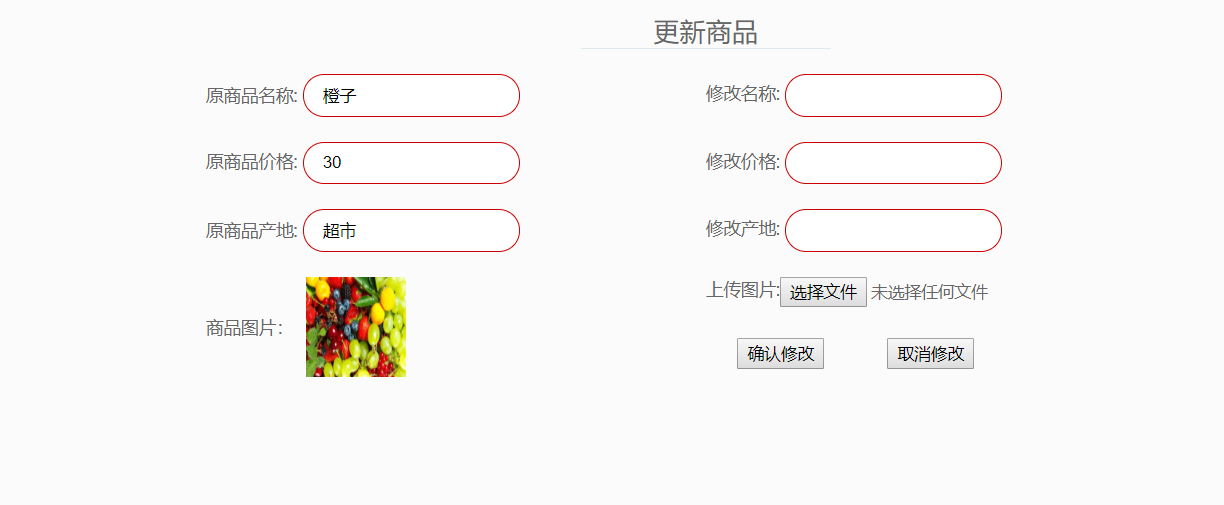 更新商品
原商品名称: 橙子
修改名称:
原商品价格: 30
修改价格:
原商品产地: 超市
修改产地:
上传图片: 选择文件 未选择任何文件
商品图片:
确认修改 取消修改